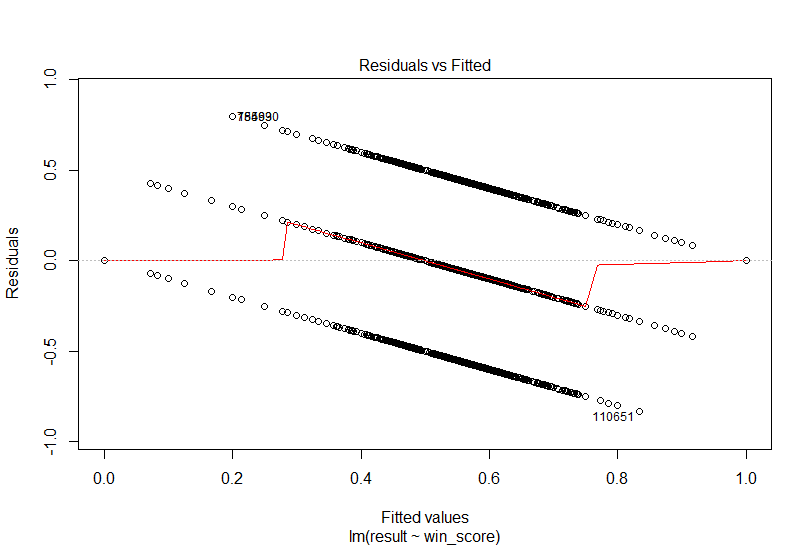 Residuals vs Fitted
Residuals
1.0
0.5
0.0
-0.5
-1.0
110651
0.0 0.2 0.4 0.6 0.8 1.0
Fitted values
lm(result ~ win_score)